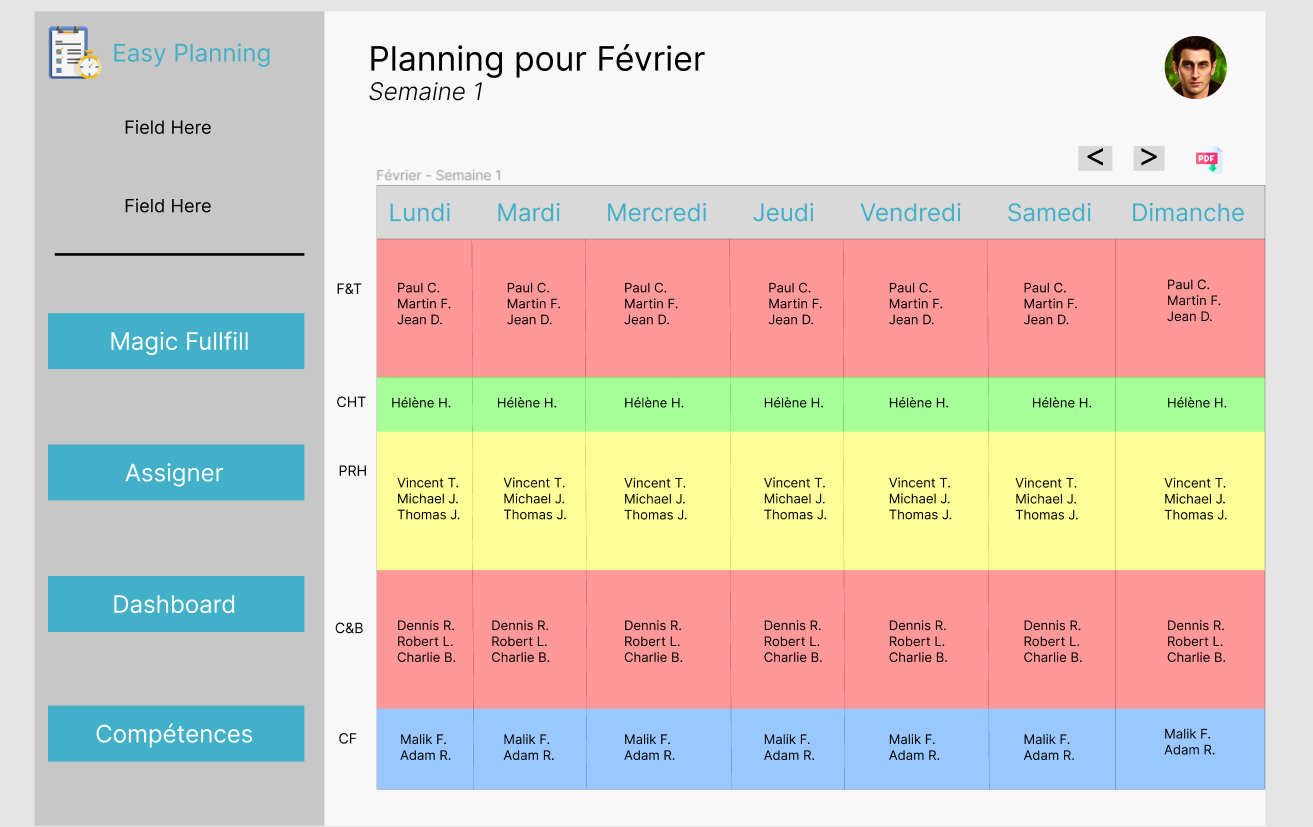 Easy Planning
Field Here
Field Here
Magic Fullfill
Assigner
Dashboard
Compétences
Planning pour Février
Semaine 1
< > PDF
Février - Semaine 1
Lundi Mardi Mercredi Jeudi Vendredi Samedi Dimanche
F&T
Paul C. Paul C. Paul C. Paul C. Paul C. Paul C. Paul C.
Martin F. Martin F. Martin F. Martin F. Martin F. Martin F. Martin F.
Jean D. Jean D. Jean D. Jean D. Jean D. Jean D. Jean D.
CHT Hélène H. Hélène H. Hélène H. Hélène H. Hélène H. Hélène H. Hélène H.
PRH
Vincent T. Vincent T. Vincent T. Vincent T. Vincent T. Vincent T. Vincent T.
Michael J. Michael J. Michael J. Michael J. Michael J. Michael J. Michael J.
Thomas J. Thomas J. Thomas J. Thomas J. Thomas J. Thomas J. Thomas J.
C&B
Dennis R. Dennis R. Dennis R. Dennis R. Dennis R. Dennis R. Dennis R.
Robert L. Robert L. Robert L. Robert L. Robert L. Robert L. Robert L.
Charlie B. Charlie B. Charlie B. Charlie B. Charlie B. Charlie B. Charlie B.
CF
Malik F. Malik F. Malik F. Malik F. Malik F. Malik F. Malik F.
Adam R. Adam R. Adam R. Adam R. Adam R. Adam R. Adam R.